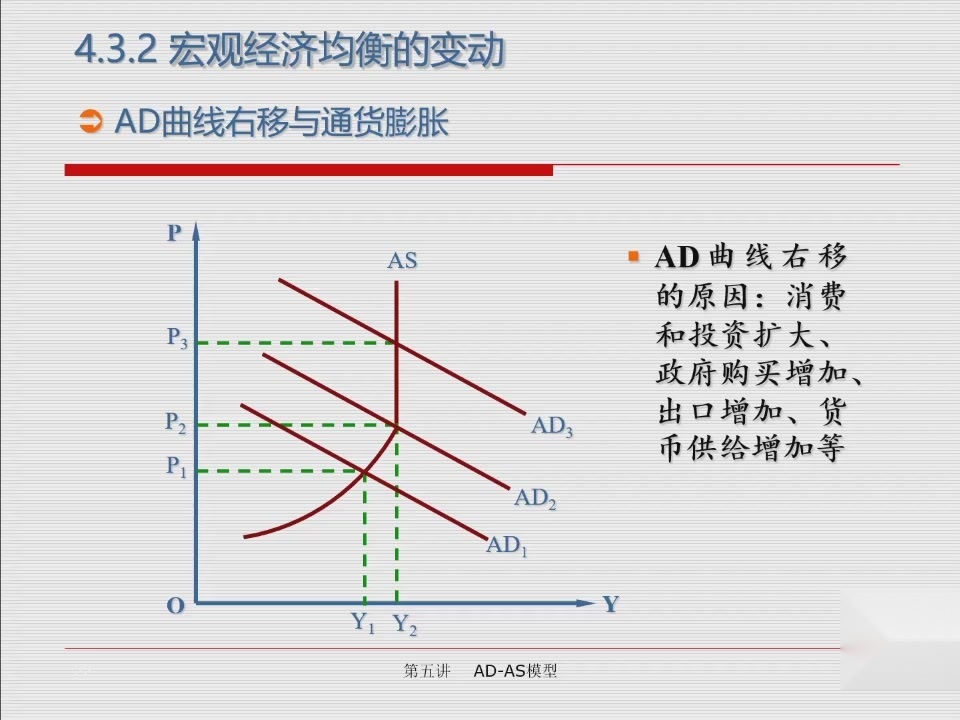 4.3.2 宏观经济均衡的变动
AD曲线右移与通货膨胀
P
AS
P3
P2
P1
AD3
AD2
AD1
O
Y1 Y2
Y
AD曲线右移
的原因：消费
和投资扩大、
政府购买增加、
出口增加、货
币供给增加等
第五讲 AD-AS模型